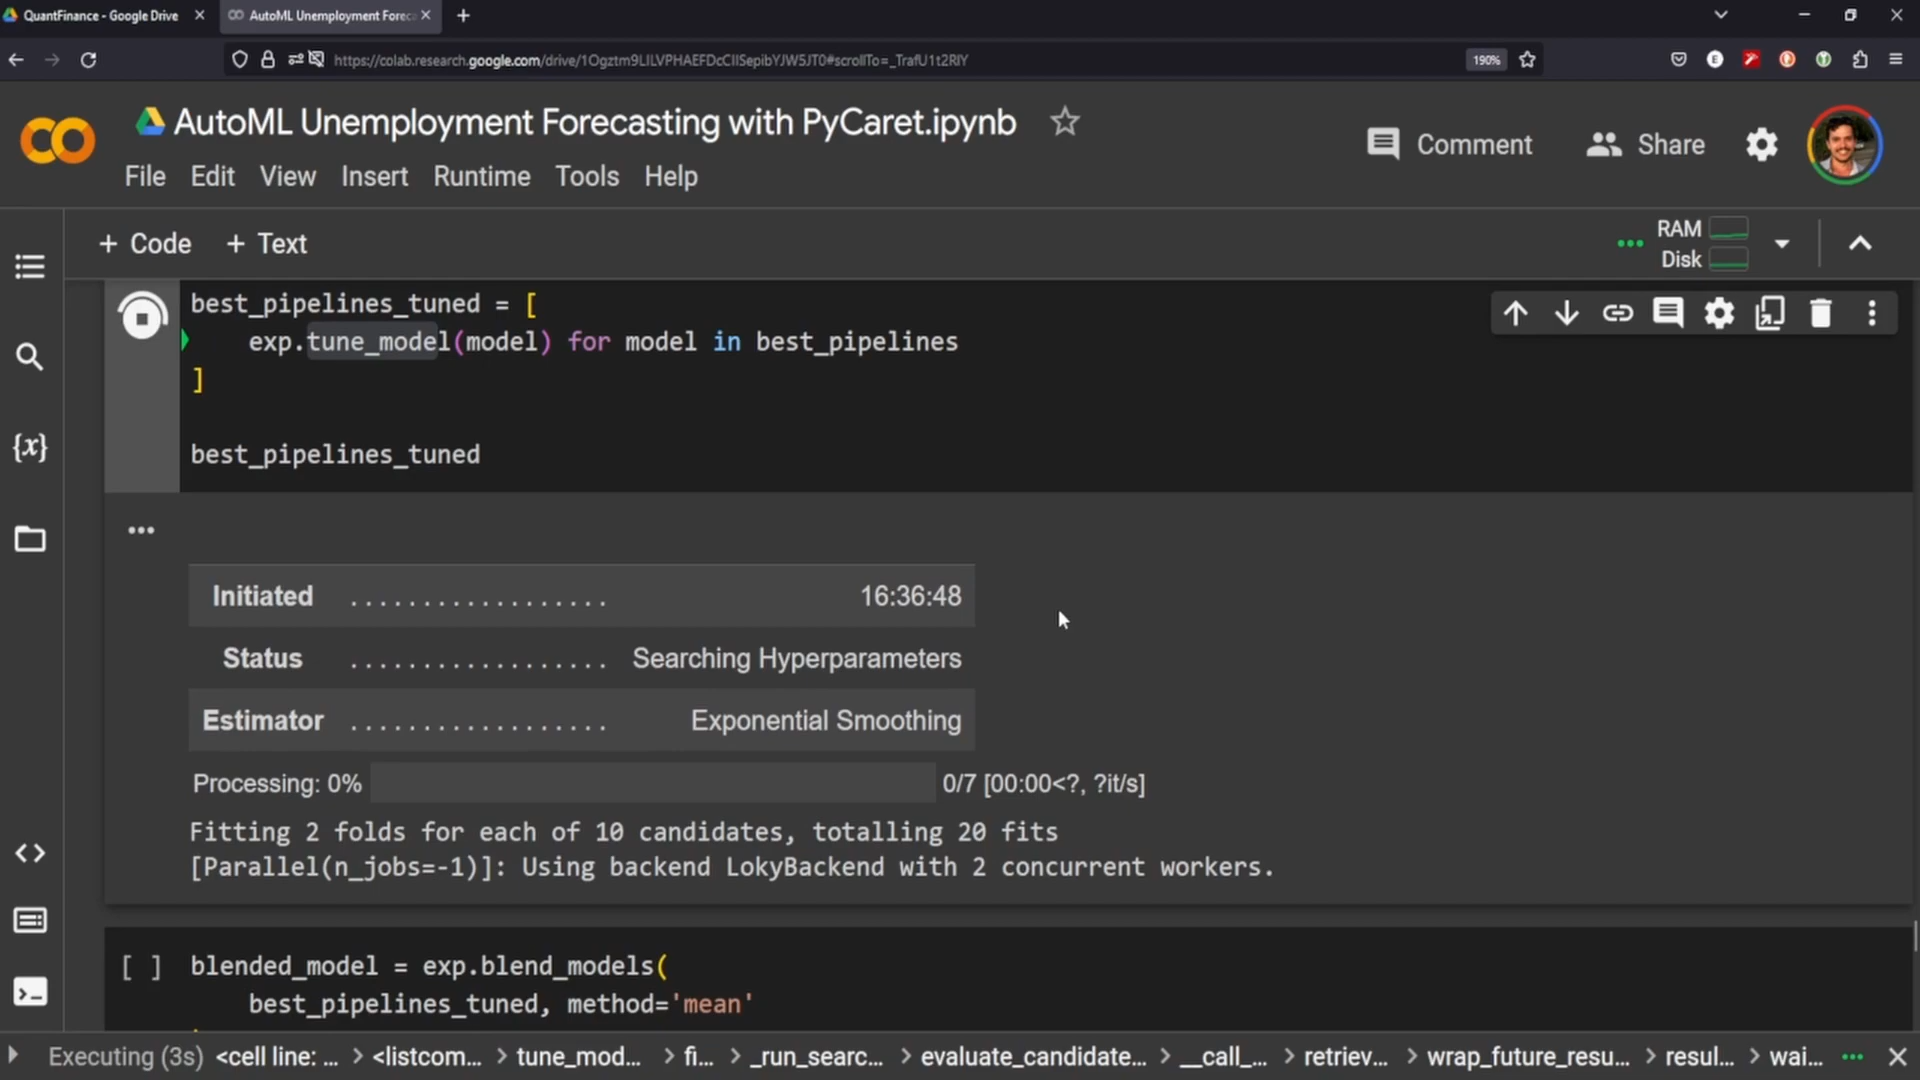 QuantFinance - Google Drive
AutoML Unemployment Foreca
https://colab.research.google.com/drive/1Ogztm9LILVPHAEFDcCIISepibYJW5JT0#scrollTo=_TrafU1t2RlY
190%
AutoML Unemployment Forecasting with PyCaret.ipynb
Comment
Share
File Edit View Insert Runtime Tools Help
+ Code + Text
RAM
Disk
best_pipelines_tuned = [
exp.tune_model(model) for model in best_pipelines
]
{x}
best_pipelines_tuned
Initiated .................. 16:36:48
Status .................. Searching Hyperparameters
Estimator .................. Exponential Smoothing
Processing: 0% 0/7 [00:00<?, ?it/s]
Fitting 2 folds for each of 10 candidates, totalling 20 fits
[Parallel(n_jobs=-1)]: Using backend LokyBackend with 2 concurrent workers.
[ ] blended_model = exp.blend_models(
best_pipelines_tuned, method='mean'
Executing (3s) <cell line: ... > <listcom... > tune_mod... > fi... > _run_searc... > evaluate_candidate... > __call_... > retriev... > wrap_future_resu... > resul... > wai...